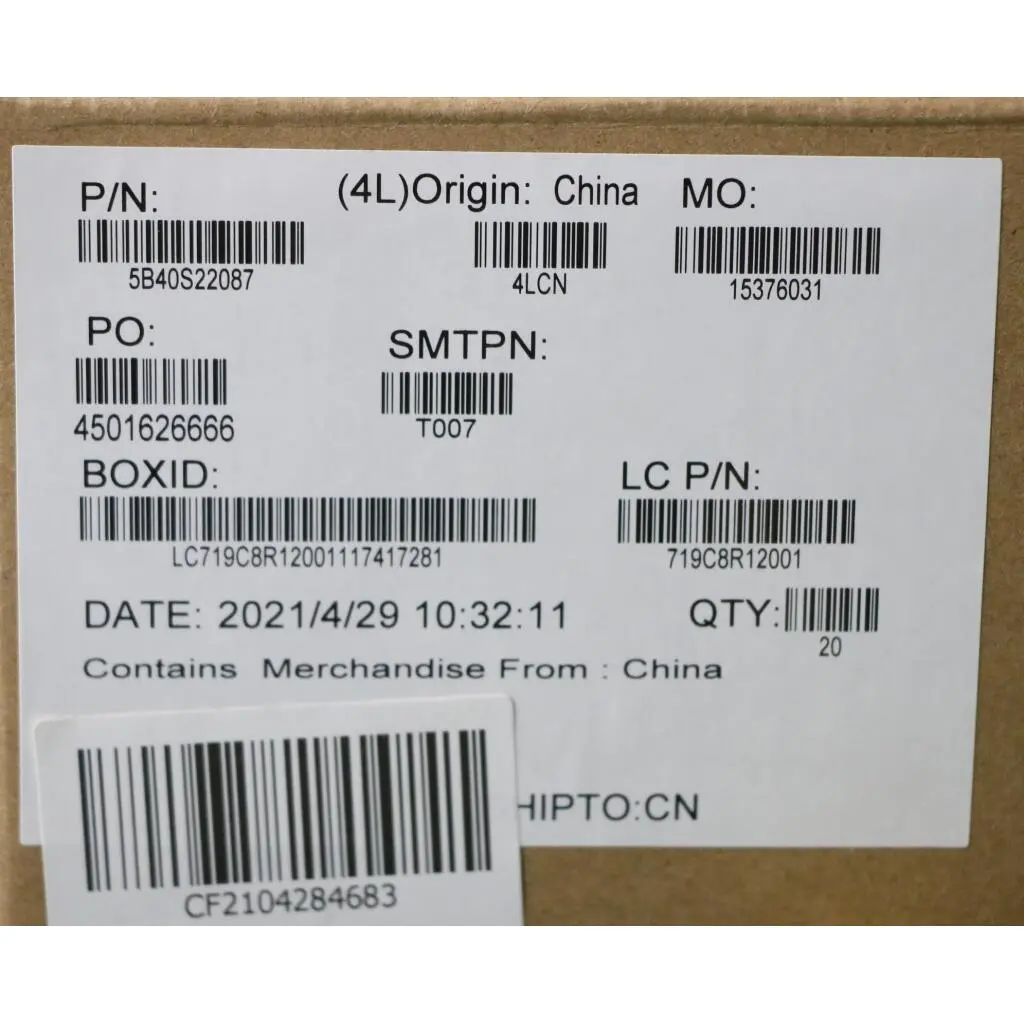 P/N: (4L)Origin: China MO:
5B40S22087 4LCN 15376031
PO: SMTPN:
4501626666 T007
BOXID: LC P/N:
LC719C8R12001117417281 719C8R12001
DATE: 2021/4/29 10:32:11 QTY:
20
Contains Merchandise From : China
HIPTO:CN
CF2104284683